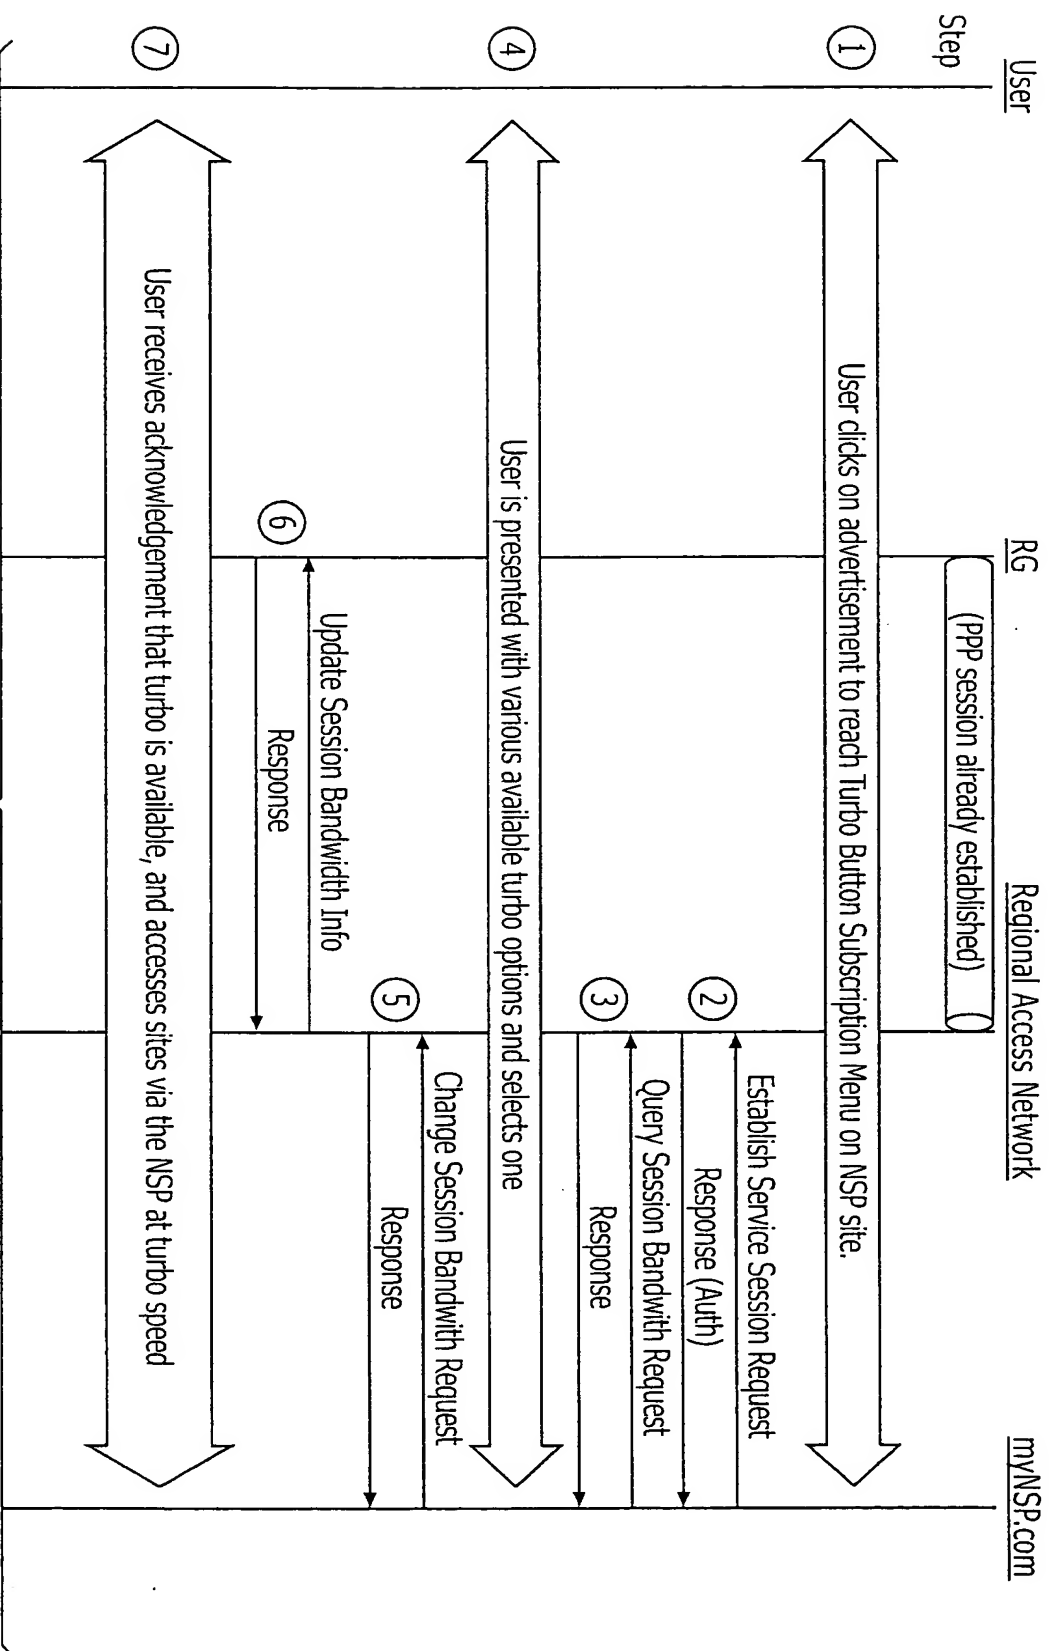 User
RG
Regional Access Network
myNSP.com
Step
(PPP session already established)
1
User clicks on advertisement to reach Turbo Button Subscription Menu on NSP site.
2
Establish Service Session Request
Response (Auth)
3
Query Session Bandwith Request
Response
4
User is presented with various available turbo options and selects one
5
Change Session Bandwith Request
Response
6
Update Session Bandwidth Info
Response
7
User receives acknowledgement that turbo is available, and accesses sites via the NSP at turbo speed